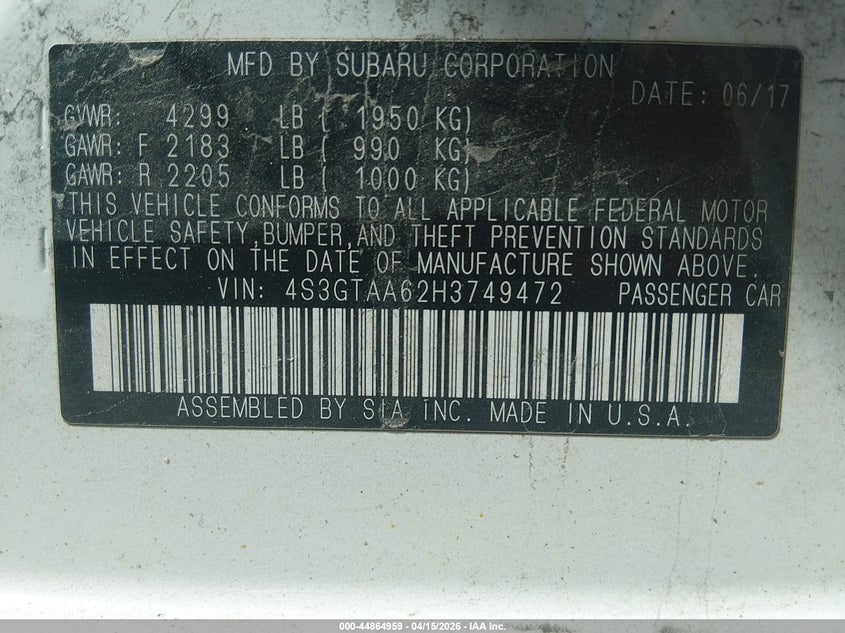 MFD BY SUBARU CORPORATION
DATE: 06/17
GVWR: 4299 LB ( 1950 KG)
GAWR: F 2183 LB ( 990 KG)
GAWR: R 2205 LB ( 1000 KG)
THIS VEHICLE CONFORMS TO ALL APPLICABLE FEDERAL MOTOR
VEHICLE SAFETY,BUMPER,AND THEFT PREVENTION STANDARDS
IN EFFECT ON THE DATE OF MANUFACTURE SHOWN ABOVE.
VIN: 4S3GTAA62H3749472 PASSENGER CAR
ASSEMBLED BY SIA INC. MADE IN U.S.A.
000-44864959 - 04/15/2026 - IAA Inc.